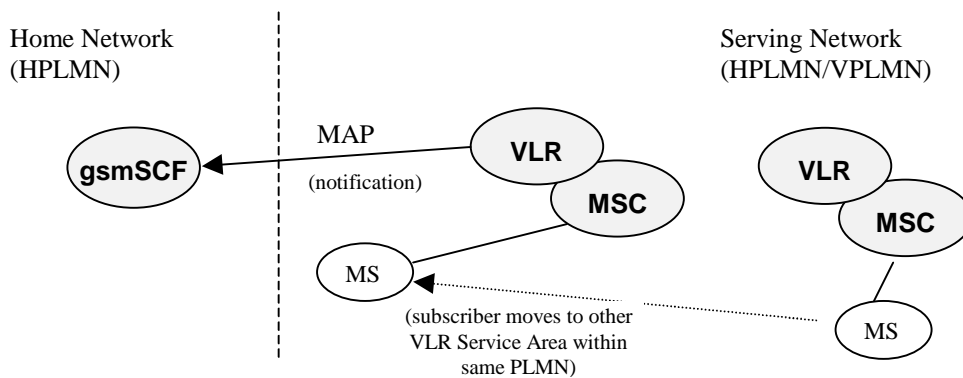 Home Network
(HPLMN)
Serving Network
(HPLMN/VPLMN)
MAP
(notification)
gsmSCF
VLR
MSC
VLR
MSC
MS
MS
(subscriber moves to other
VLR Service Area within
same PLMN)